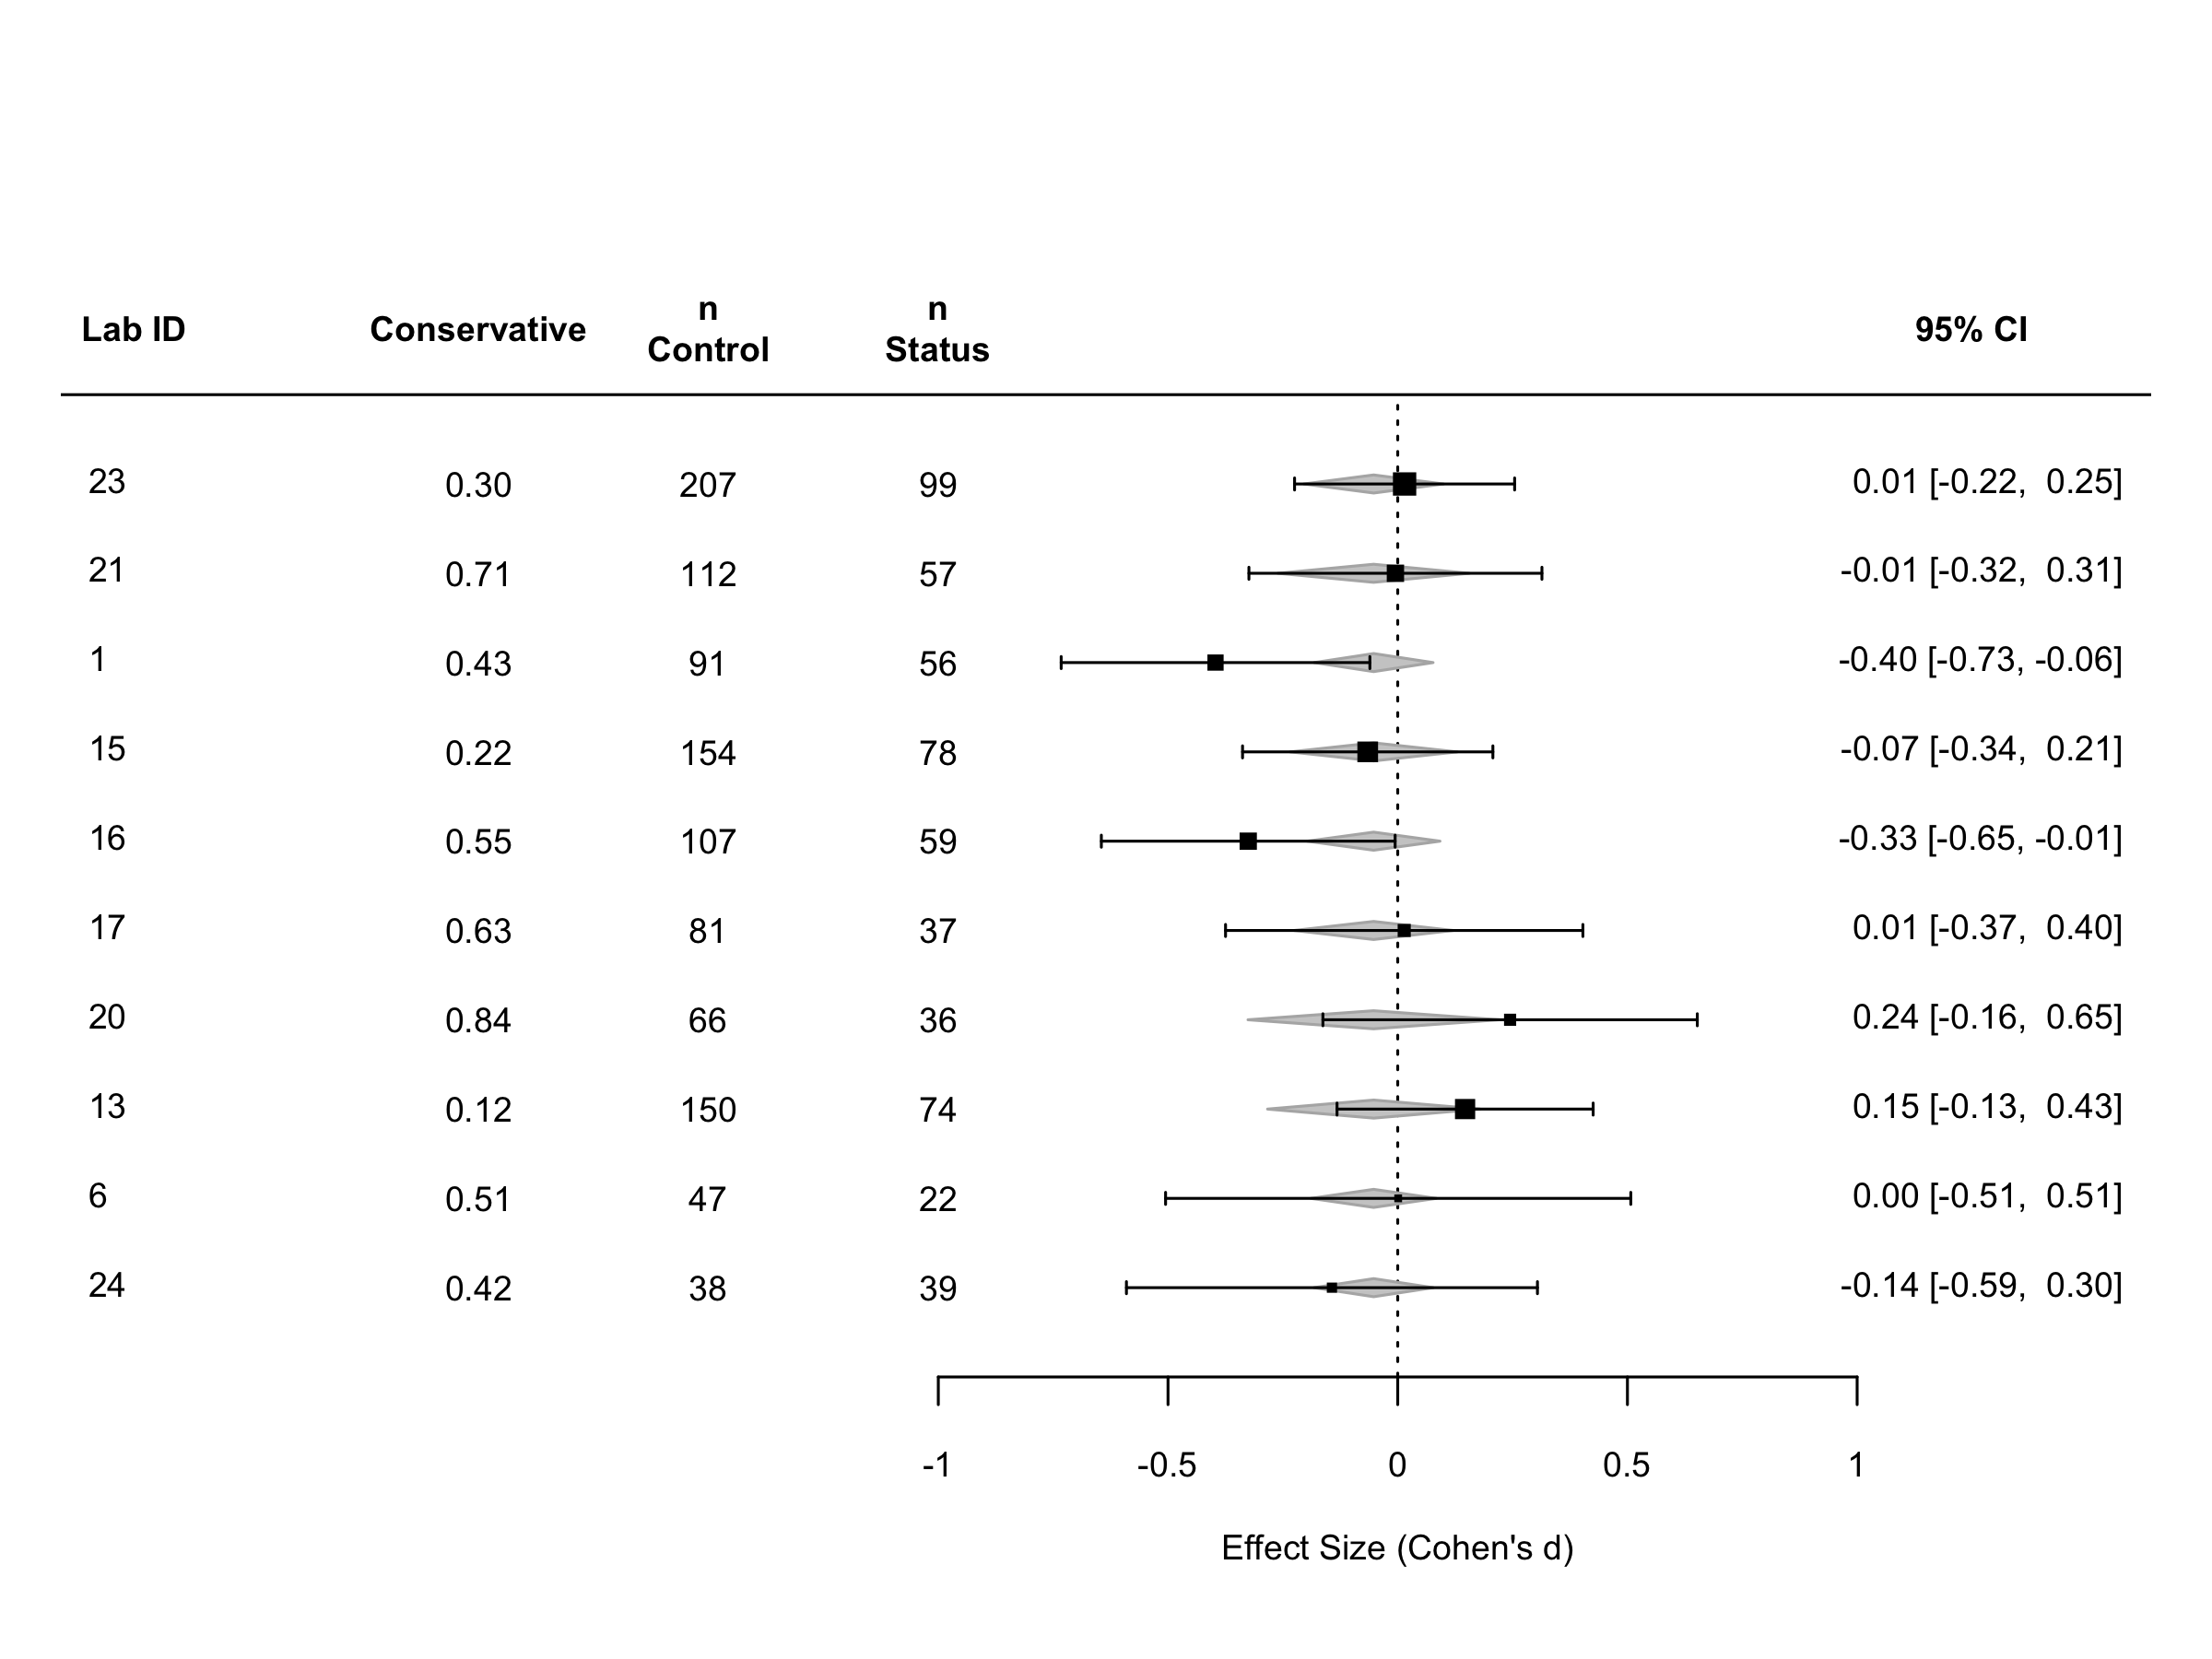 Lab ID Conservative n Control n Status 95% CI
23 0.30 207 99 0.01 [-0.22, 0.25]
21 0.71 112 57 -0.01 [-0.32, 0.31]
1 0.43 91 56 -0.40 [-0.73, -0.06]
15 0.22 154 78 -0.07 [-0.34, 0.21]
16 0.55 107 59 -0.33 [-0.65, -0.01]
17 0.63 81 37 0.01 [-0.37, 0.40]
20 0.84 66 36 0.24 [-0.16, 0.65]
13 0.12 150 74 0.15 [-0.13, 0.43]
6 0.51 47 22 0.00 [-0.51, 0.51]
24 0.42 38 39 -0.14 [-0.59, 0.30]
-1 -0.5 0 0.5 1
Effect Size (Cohen's d)